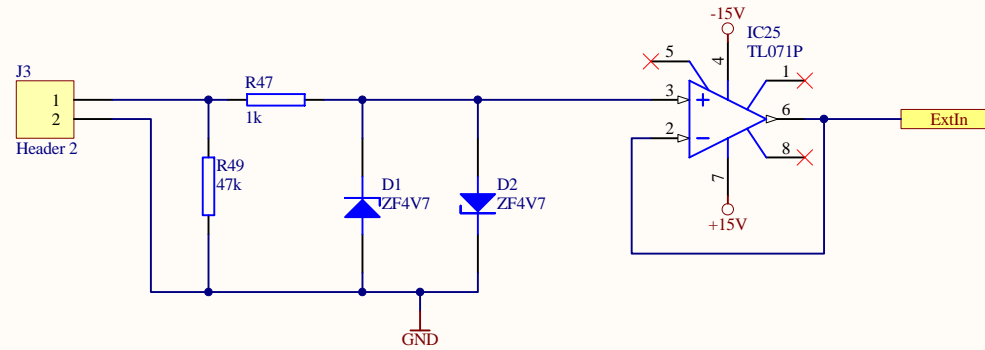 J3
1
2
Header 2
R47
1k
R49
47k
D1
ZF4V7
D2
ZF4V7
GND
-15V
IC25
TL071P
5
4
1
3
6
2
8
7
+15V
ExtIn